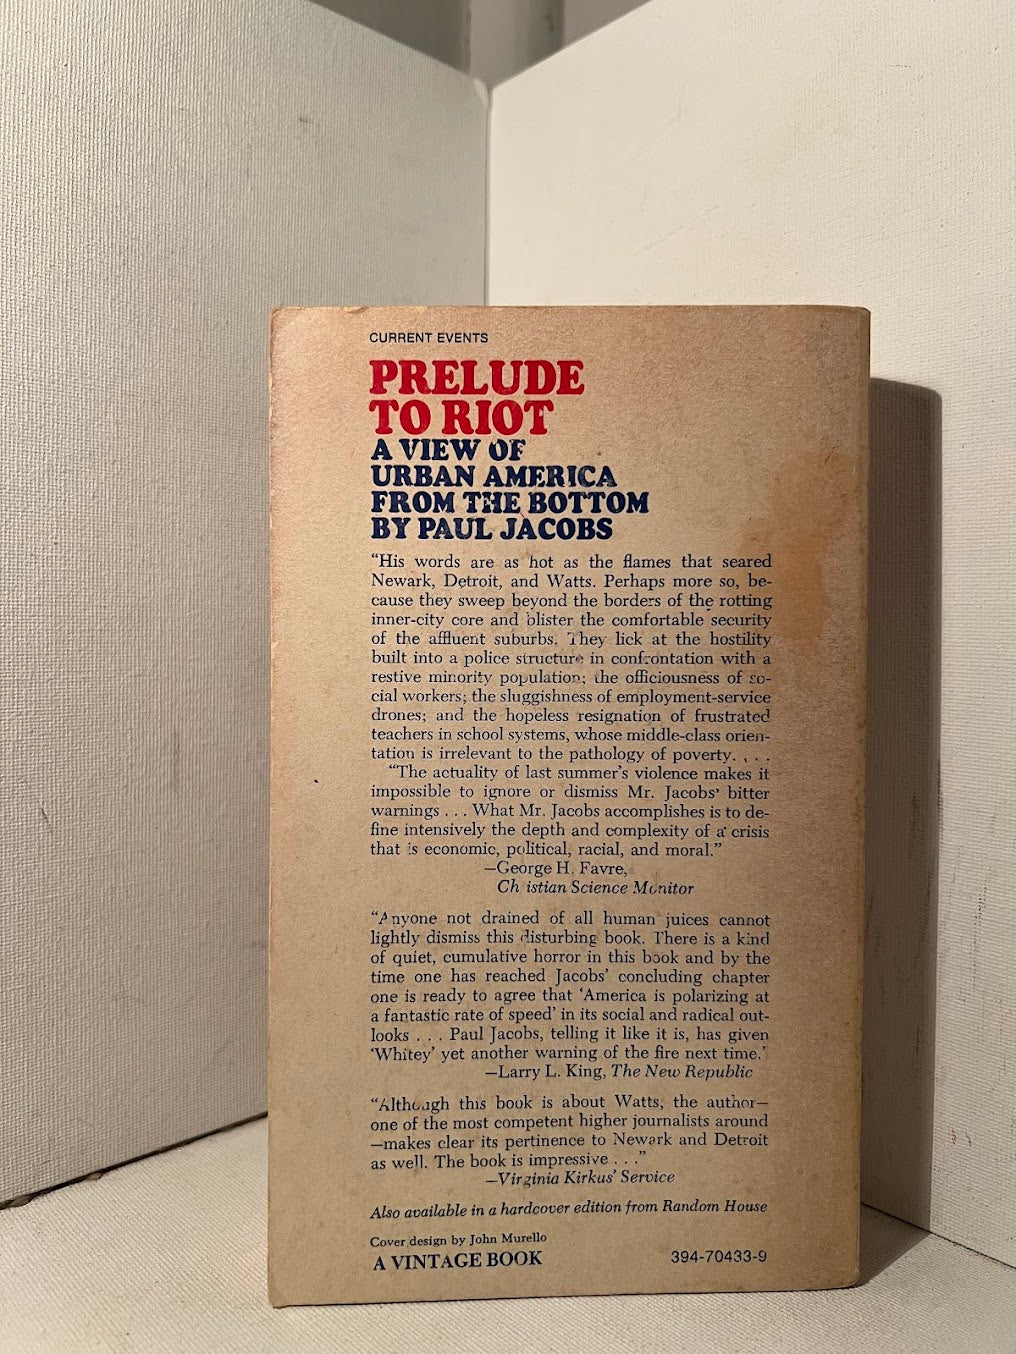 CURRENT EVENTS
PRELUDE
TO RIOT
A VIEW OF
URBAN AMERICA
FROM THE BOTTOM
BY PAUL JACOBS
“His words are as hot as the flames that seared
Newark, Detroit, and Watts. Perhaps more so, be-
cause they sweep beyond the borders of the rotting
inner-city core and blister the comfortable security
of the affluent suburbs. They lick at the hostility
built into a police structure in confrontation with a
restive minority population; the officiousness of so-
cial workers; the sluggishness of employment-service
drones; and the hopeless resignation of frustrated
teachers in school systems, whose middle-class orien-
tation is irrelevant to the pathology of poverty. . . .
“The actuality of last summer’s violence makes it
impossible to ignore or dismiss Mr. Jacobs’ bitter
warnings . . . What Mr. Jacobs accomplishes is to de-
fine intensively the depth and complexity of a crisis
that is economic, political, racial, and moral.”
—George H. Favre,
Christian Science Monitor
“Anyone not drained of all human juices cannot
lightly dismiss this disturbing book. There is a kind
of quiet, cumulative horror in this book and by the
time one has reached Jacobs’ concluding chapter
one is ready to agree that ‘America is polarizing at
a fantastic rate of speed’ in its social and radical out-
looks . . . Paul Jacobs, telling it like it is, has given
‘Whitey’ yet another warning of the fire next time.’
—Larry L. King, The New Republic
“Although this book is about Watts, the author—
one of the most competent higher journalists around
—makes clear its pertinence to Newark and Detroit
as well. The book is impressive . . .”
—Virginia Kirkus’ Service
Also available in a hardcover edition from Random House
Cover design by John Murello
A VINTAGE BOOK
394-70433-9